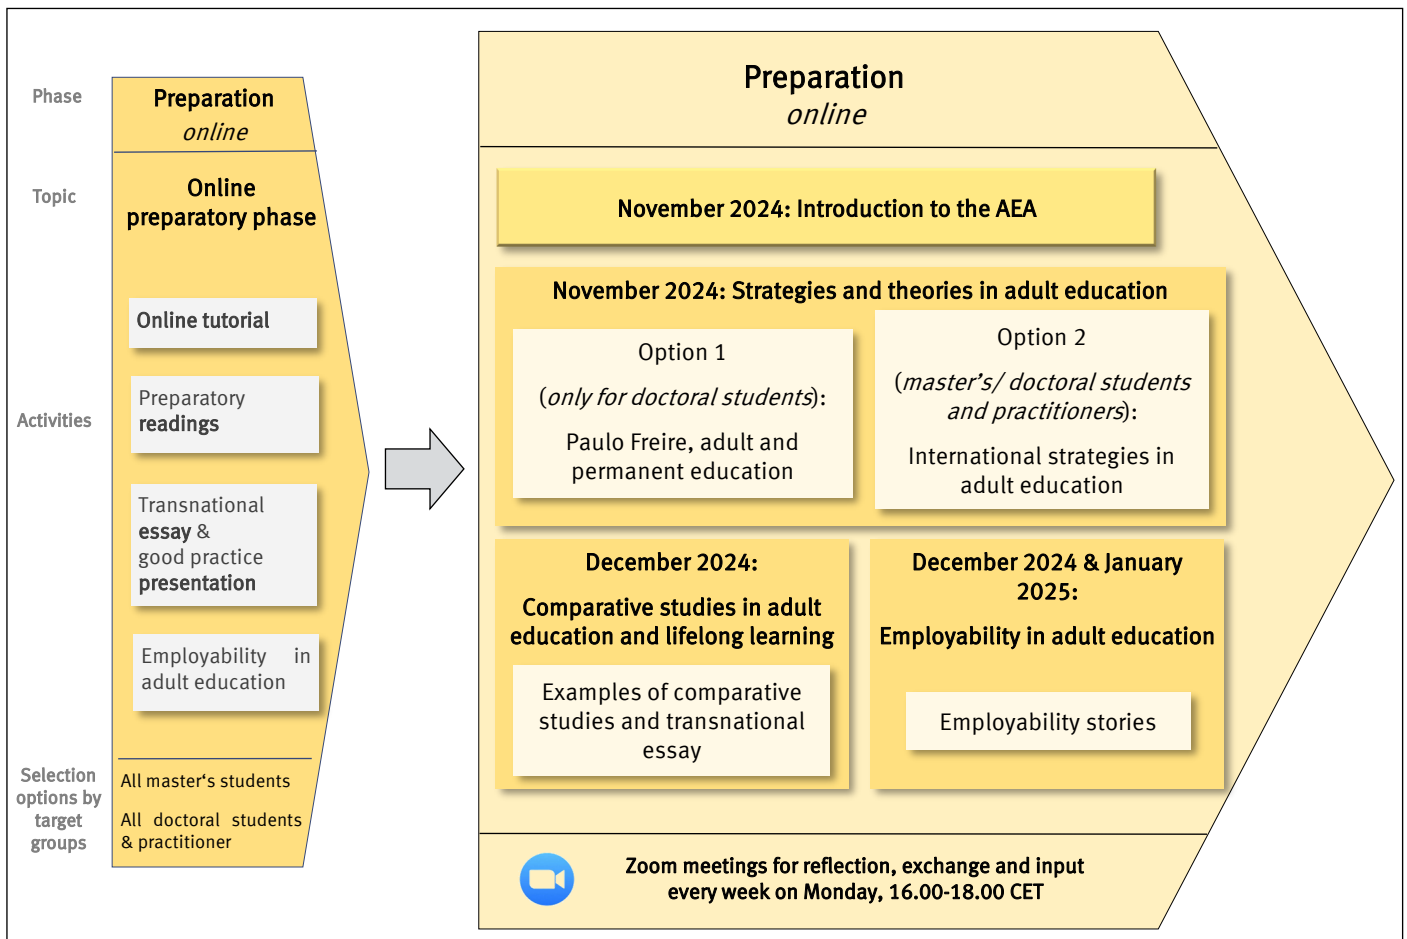 Phase
Preparation
online
Topic
Online
preparatory phase
Activities
Online tutorial
Preparatory
readings
Transnational
essay &
good practice
presentation
Employability in
adult education
Selection
options by
target
groups
All master‘s students
All doctoral students
& practitioner
Preparation
online
November 2024: Introduction to the AEA
November 2024: Strategies and theories in adult education
Option 1
(only for doctoral students):
Paulo Freire, adult and
permanent education
Option 2
(master’s/ doctoral students
and practitioners):
International strategies in
adult education
December 2024:
Comparative studies in adult
education and lifelong learning
Examples of comparative
studies and transnational
essay
December 2024 & January
2025:
Employability in adult education
Employability stories
Zoom meetings for reflection, exchange and input
every week on Monday, 16.00-18.00 CET